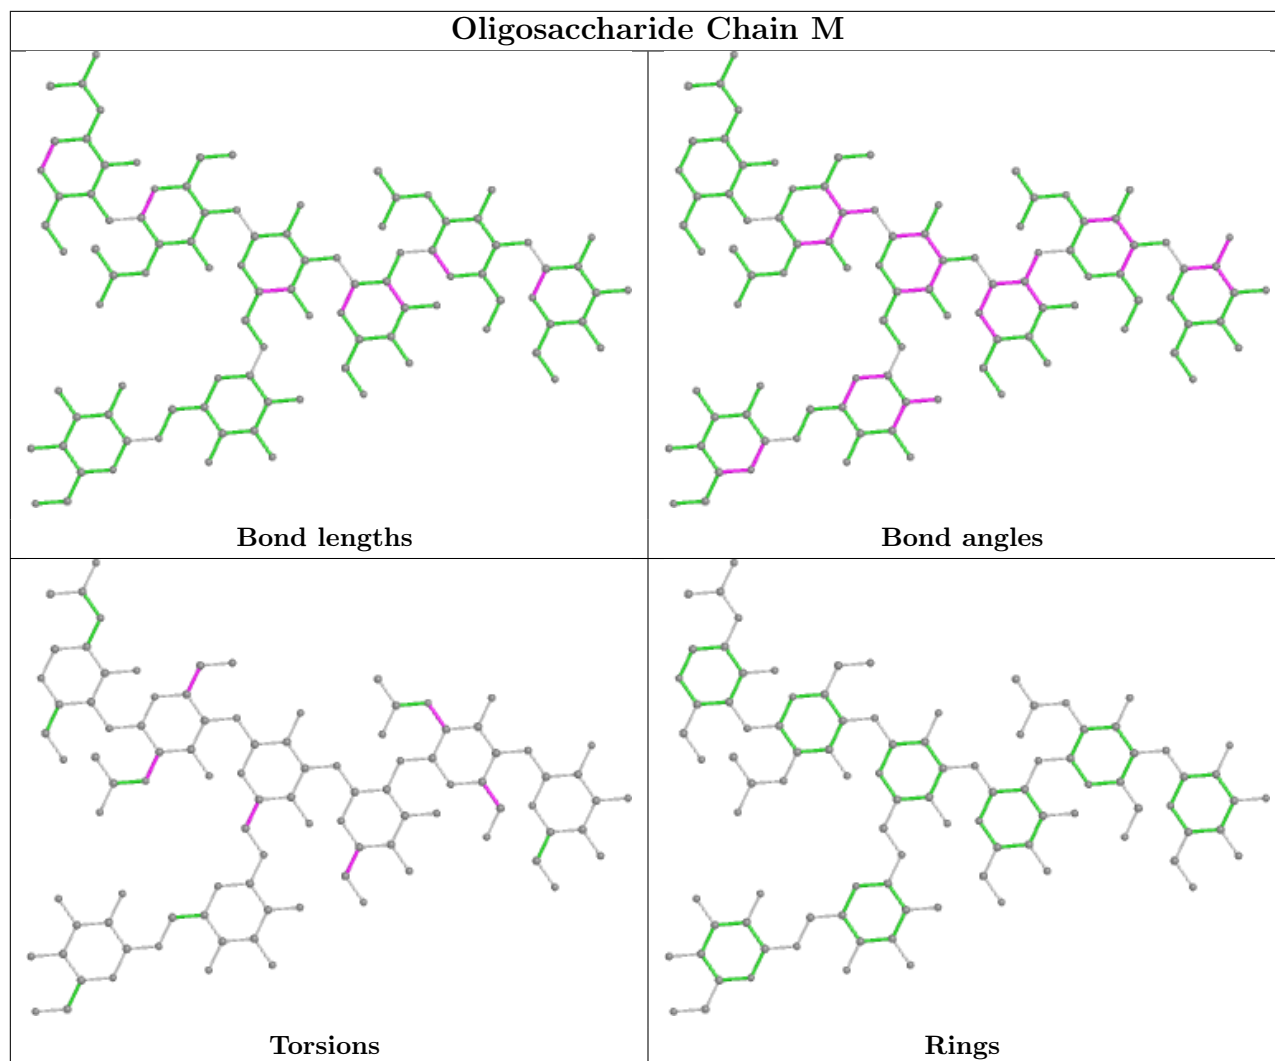 Oligosaccharide Chain M
Bond lengths
Bond angles
Torsions
Rings